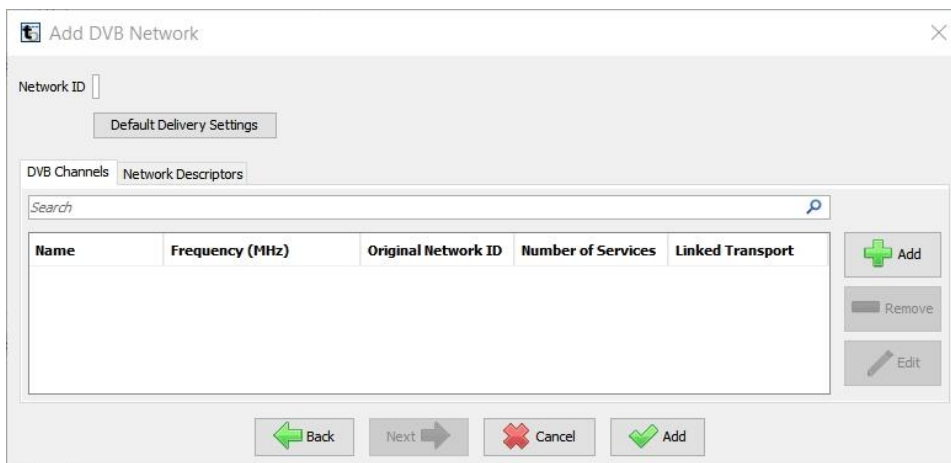 Add DVB Network
Network ID
Default Delivery Settings
DVB Channels Network Descriptors
Search
Name Frequency (MHz) Original Network ID Number of Services Linked Transport
Add
Remove
Edit
Back Next Cancel Add